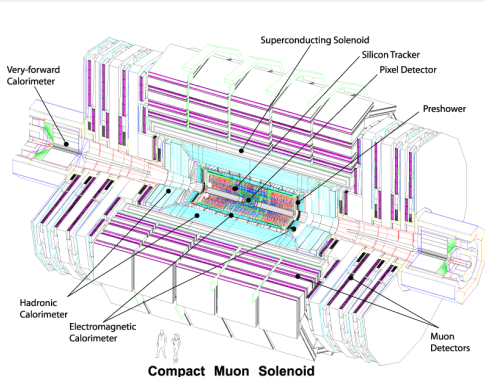 Superconducting Solenoid
Silicon Tracker
Pixel Detector
Very-forward
Calorimeter
Preshower
Hadronic
Calorimeter
Electromagnetic
Calorimeter
Muon
Detectors
Compact Muon Solenoid